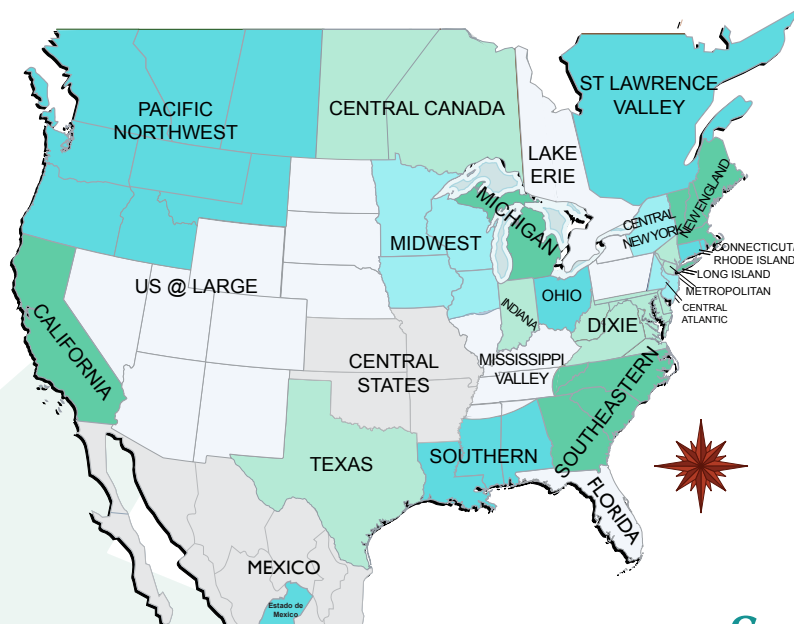 ST LAWRENCE
VALLEY
PACIFIC
NORTHWEST
CENTRAL CANADA
LAKE
ERIE
MICHIGAN
NEW ENGLAND
CENTRAL
NEW YORK
MIDWEST
CONNECTICUT/
RHODE ISLAND
LONG ISLAND
METROPOLITAN
CENTRAL
ATLANTIC
US @ LARGE
OHIO
INDIANA
DIXIE
CALIFORNIA
CENTRAL
STATES
MISSISSIPPI
VALLEY
SOUTHEASTERN
TEXAS
SOUTHERN
FLORIDA
MEXICO
Estado de
Mexico